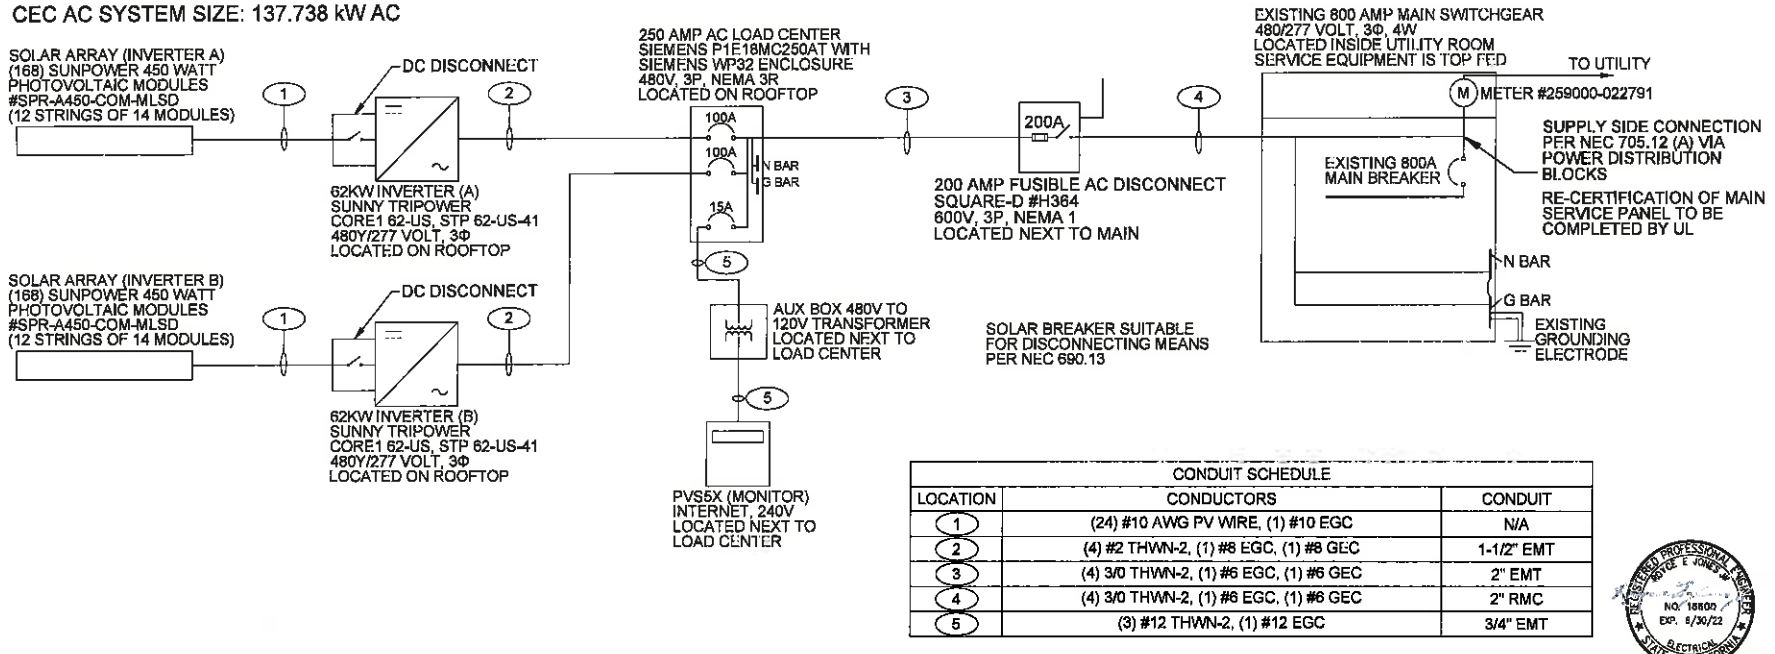 CEC AC SYSTEM SIZE: 137.738 kW AC
SOLAR ARRAY (INVERTER A)
(168) SUNPOWER 450 WATT
PHOTOVOLTAIC MODULES
#SPR-A450-COM-MLSD
(12 STRINGS OF 14 MODULES)
1
DC DISCONNECT
2
62KW INVERTER (A)
SUNNY TRIPOWER
CORE1 62-US, STP 62-US-41
480Y/277 VOLT, 3Φ
LOCATED ON ROOFTOP
SOLAR ARRAY (INVERTER B)
(168) SUNPOWER 450 WATT
PHOTOVOLTAIC MODULES
#SPR-A450-COM-MLSD
(12 STRINGS OF 14 MODULES)
1
DC DISCONNECT
2
62KW INVERTER (B)
SUNNY TRIPOWER
CORE1 62-US, STP 62-US-41
480Y/277 VOLT, 3Φ
LOCATED ON ROOFTOP
250 AMP AC LOAD CENTER
SIEMENS P1E18MC250AT WITH
SIEMENS WP32 ENCLOSURE
480V, 3P, NEMA 3R
LOCATED ON ROOFTOP
100A
100A
15A
N BAR
G BAR
5
AUX BOX 480V TO
120V TRANSFORMER
LOCATED NEXT TO
LOAD CENTER
5
PVS5X (MONITOR)
INTERNET, 240V
LOCATED NEXT TO
LOAD CENTER
3
200A
200 AMP FUSIBLE AC DISCONNECT
SQUARE-D #H364
600V, 3P, NEMA 1
LOCATED NEXT TO MAIN
4
SOLAR BREAKER SUITABLE
FOR DISCONNECTING MEANS
PER NEC 690.13
EXISTING 800 AMP MAIN SWITCHGEAR
480/277 VOLT, 3Φ, 4W
LOCATED INSIDE UTILITY ROOM
SERVICE EQUIPMENT IS TOP FED
TO UTILITY
M METER #259000-022791
SUPPLY SIDE CONNECTION
PER NEC 705.12 (A) VIA
POWER DISTRIBUTION
BLOCKS
EXISTING 800A
MAIN BREAKER
RE-CERTIFICATION OF MAIN
SERVICE PANEL TO BE
COMPLETED BY UL
N BAR
G BAR
EXISTING
GROUNDING
ELECTRODE
CONDUIT SCHEDULE
LOCATION CONDUCTORS CONDUIT
1 (24) #10 AWG PV WIRE, (1) #10 EGC N/A
2 (4) #2 THWN-2, (1) #8 EGC, (1) #8 GEC 1-1/2" EMT
3 (4) 3/0 THWN-2, (1) #6 EGC, (1) #6 GEC 2" EMT
4 (4) 3/0 THWN-2, (1) #6 EGC, (1) #6 GEC 2" RMC
5 (3) #12 THWN-2, (1) #12 EGC 3/4" EMT
REGISTERED PROFESSIONAL ENGINEER
ROYCE E JONES JR
NO.
EXP. 6/30/22
ELECTRICAL
STATE